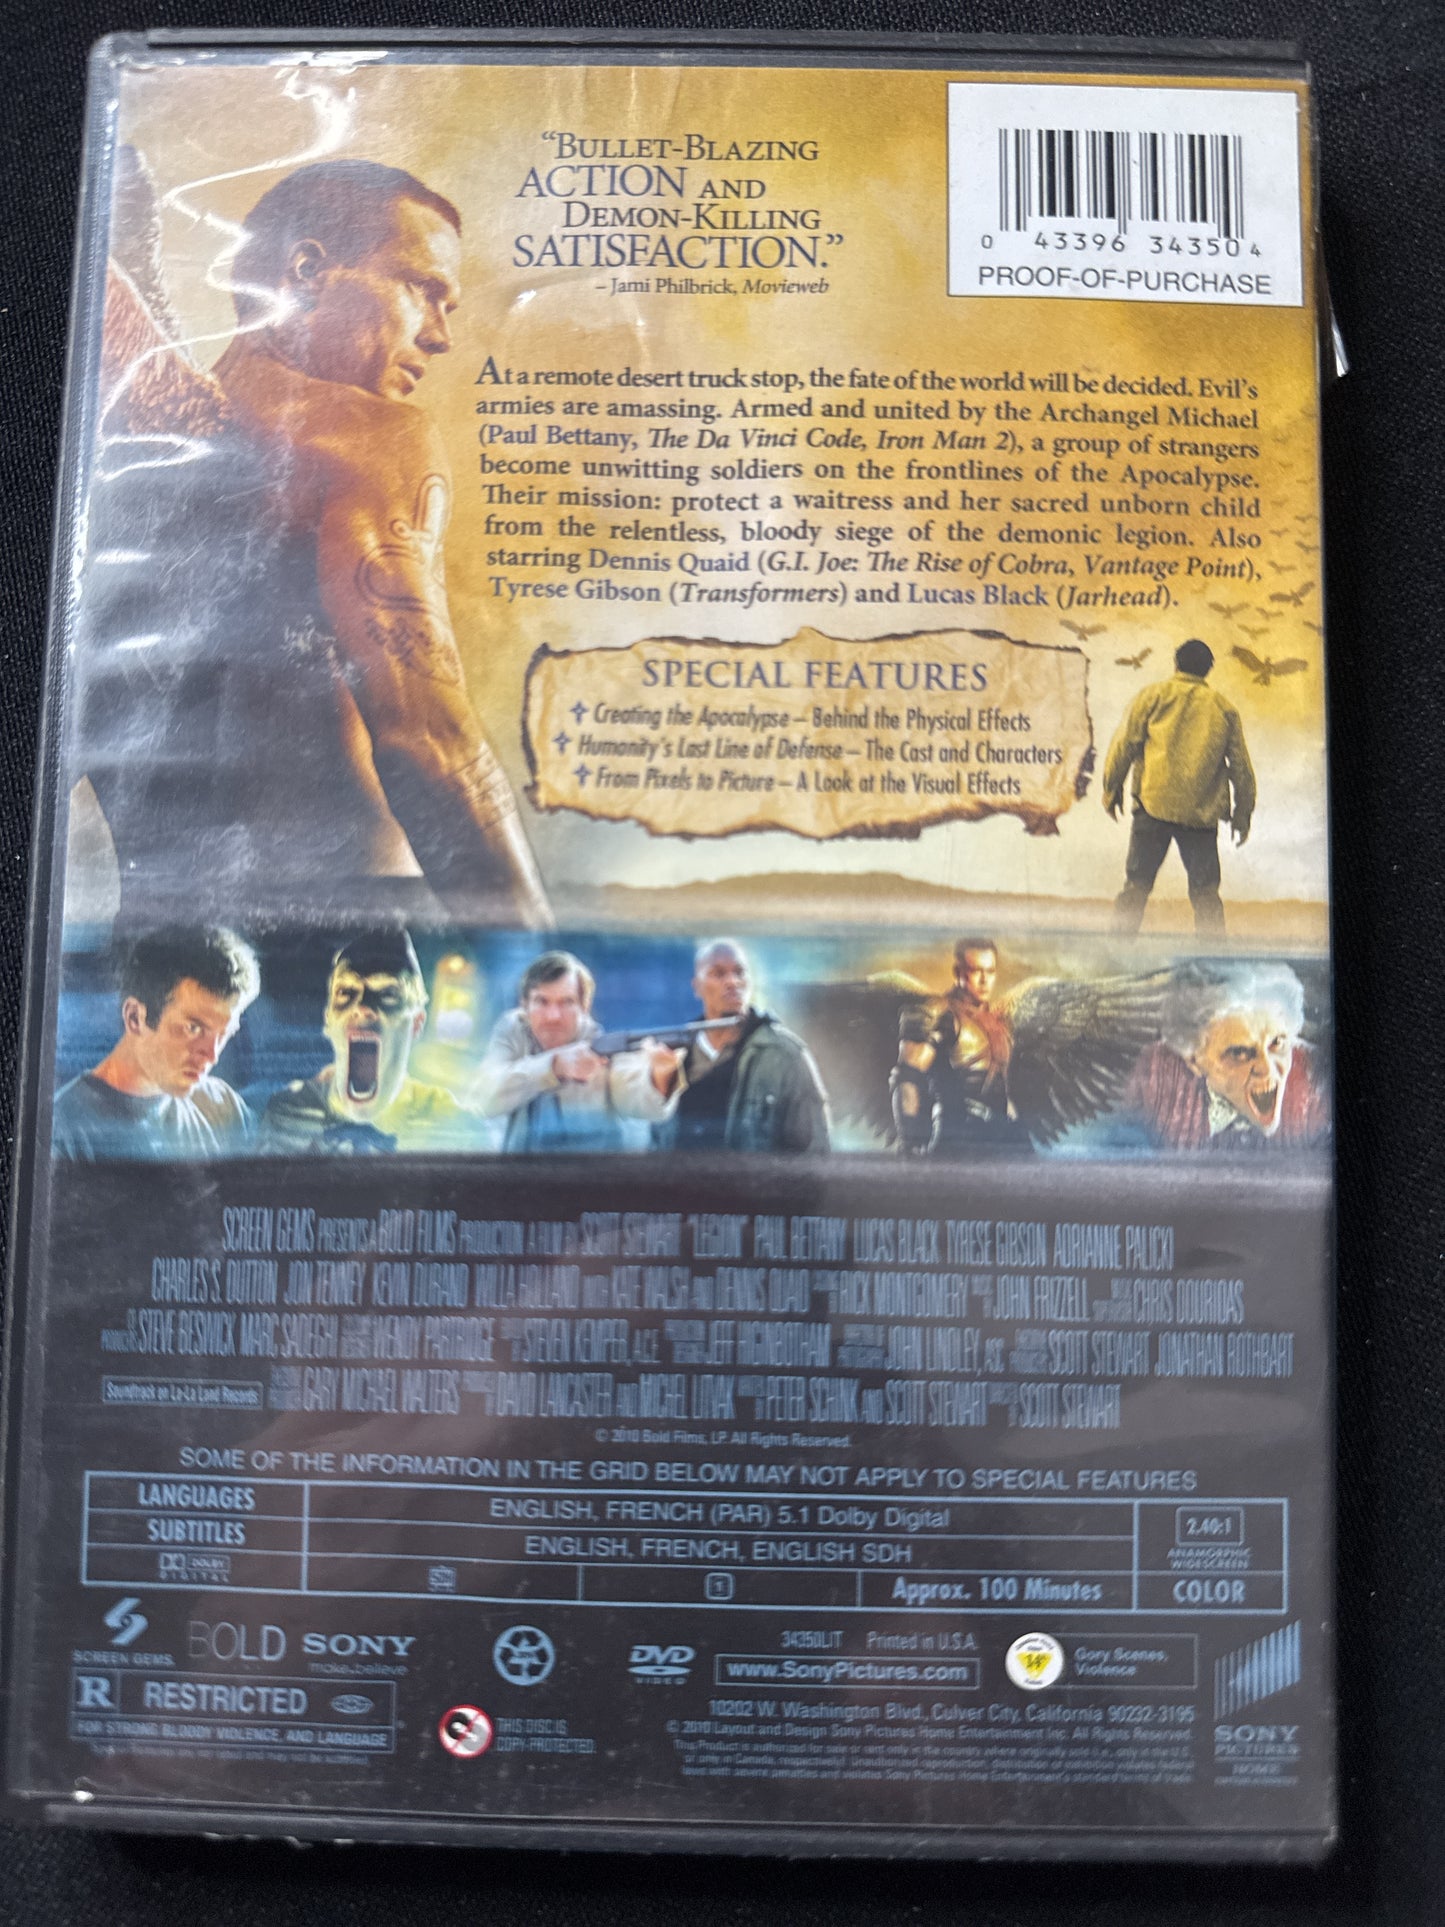 “BULLET-BLAZING
ACTION AND
DEMON-KILLING
SATISFACTION.”
– Jami Philbrick, Movieweb
0 43396 34350 4
PROOF-OF-PURCHASE
At a remote desert truck stop, the fate of the world will be decided. Evil’s
armies are amassing. Armed and united by the Archangel Michael
(Paul Bettany, The Da Vinci Code, Iron Man 2), a group of strangers
become unwitting soldiers on the frontlines of the Apocalypse.
Their mission: protect a waitress and her sacred unborn child
from the relentless, bloody siege of the demonic legion. Also
starring Dennis Quaid (G.I. Joe: The Rise of Cobra, Vantage Point),
Tyrese Gibson (Transformers) and Lucas Black (Jarhead).
SPECIAL FEATURES
Creating the Apocalypse – Behind the Physical Effects
Humanity’s Last Line of Defense – The Cast and Characters
From Pixels to Picture – A Look at the Visual Effects
SCREEN GEMS PRESENTS A BOLD FILMS PRODUCTION A FILM BY SCOTT STEWART “LEGION” PAUL BETTANY LUCAS BLACK TYRESE GIBSON ADRIANNE PALICKI
CHARLES S. DUTTON JON TENNEY KEVIN DURAND WILLA HOLLAND WITH KATE WALSH AND DENNIS QUAID RICK MONTGOMERY JOHN FRIZZELL CHRIS DOURIDAS
STEVE BESWICK MARC SADEGHI WENDY PARTRIDGE STEVEN KEMPER, A.C.E. JEFF HIGINBOTHAM JOHN LINDLEY, ASC SCOTT STEWART JONATHAN ROTHBART
Soundtrack on La-La Land Records GARY MICHAEL WALTERS DAVID LANCASTER AND MICHEL LITVAK PETER SCHINK AND SCOTT STEWART SCOTT STEWART
© 2010 Bold Films, LP. All Rights Reserved.
SOME OF THE INFORMATION IN THE GRID BELOW MAY NOT APPLY TO SPECIAL FEATURES
LANGUAGES ENGLISH, FRENCH (PAR) 5.1 Dolby Digital
2.40:1
SUBTITLES ENGLISH, FRENCH, ENGLISH SDH
ANAMORPHIC
WIDESCREEN
DOLBY
DIGITAL
1 Approx. 100 Minutes COLOR
SCREEN GEMS
BOLD SONY
make.believe
DVD
VIDEO
34350LIT Printed in U.S.A.
www.SonyPictures.com
14
Gory Scenes,
Violence
R RESTRICTED
FOR STRONG BLOODY VIOLENCE, AND LANGUAGE
THIS DISC IS
COPY-PROTECTED.
10202 W. Washington Blvd., Culver City, California 90232-3195
© 2010 Layout and Design Sony Pictures Home Entertainment Inc. All Rights Reserved.
SONY
PICTURES
HOME